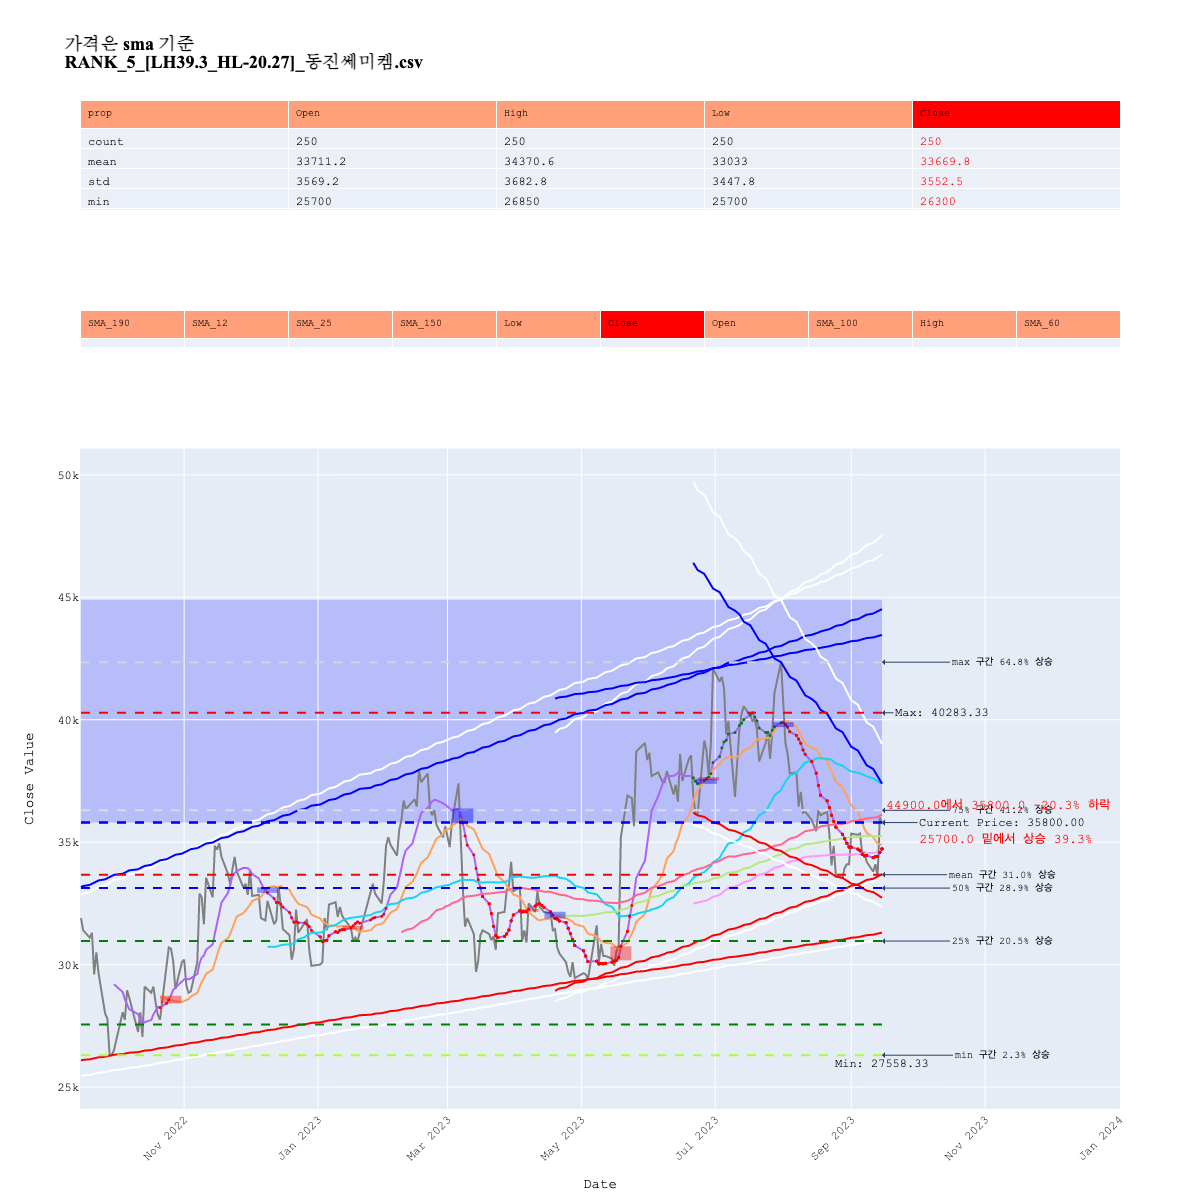 가격은 sma 기준
RANK_5_[LH39.3_HL-20.27]_동진쎄미켐.csv
prop Open High Low Close
count 250 250 250 250
mean 33711.2 34370.6 33033 33669.8
std 3569.2 3682.8 3447.8 3552.5
min 25700 26850 25700 26300
SMA_190 SMA_12 SMA_25 SMA_150 Low Close Open SMA_100 High SMA_60
50k
45k
max 구간 64.8% 상승
Max: 40283.33
40k
44900.0에서 35800.0 -20.3% 하락
75% 구간 41.2% 상승
Current Price: 35800.00
25700.0 밑에서 상승 39.3%
35k
mean 구간 31.0% 상승
50% 구간 28.9% 상승
25% 구간 20.5% 상승
30k
min 구간 2.3% 상승
Min: 27558.33
25k
Close Value
Nov 2022
Jan 2023
Mar 2023
May 2023
Jul 2023
Sep 2023
Nov 2023
Jan 2024
Date